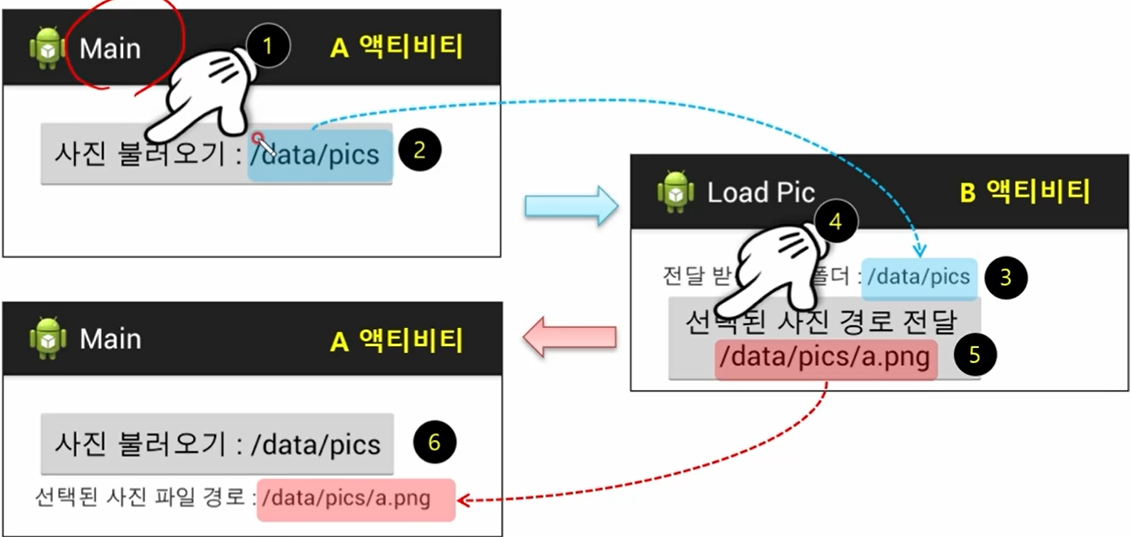 Main
A 액티비티
1
사진 불러오기 : /data/pics
2
Load Pic
B 액티비티
4
전달 받 폴더 : /data/pics
3
선택된 사진 경로 전달
/data/pics/a.png
5
Main
A 액티비티
사진 불러오기 : /data/pics
6
선택된 사진 파일 경로 : /data/pics/a.png